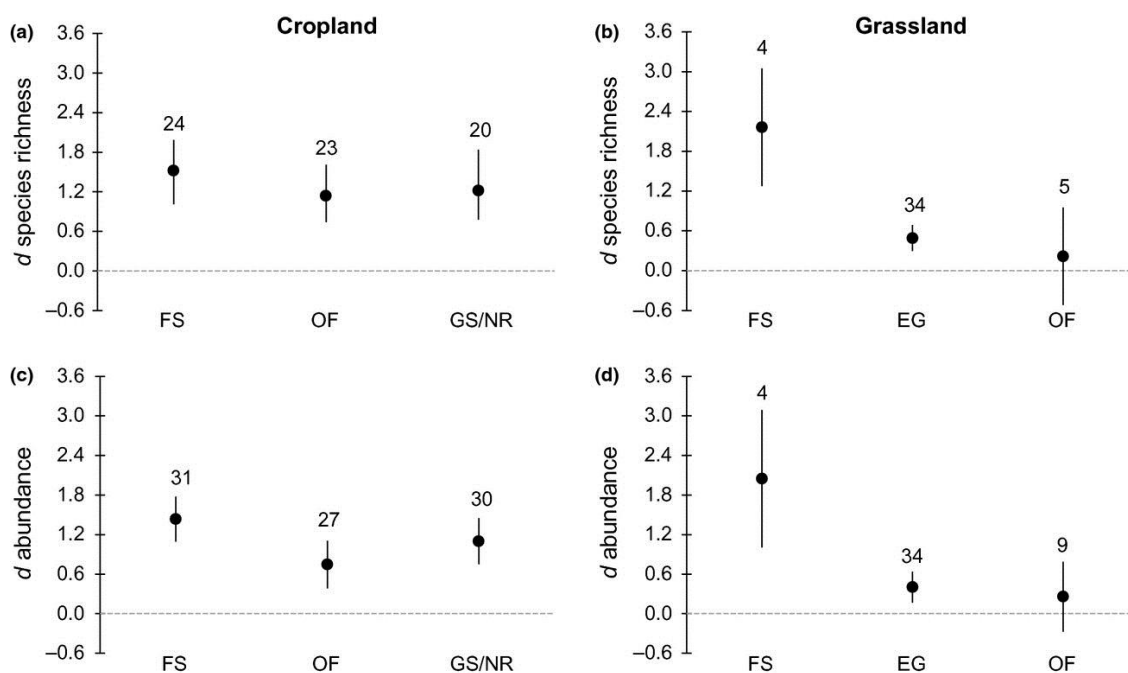 Cropland
Grassland
(a)
d species richness
3.6
3.0
2.4
1.8
1.2
0.6
0.0
–0.6
24
23
20
FS
OF
GS/NR
(b)
d species richness
3.6
3.0
2.4
1.8
1.2
0.6
0.0
–0.6
4
34
5
FS
EG
OF
(c)
d abundance
3.6
3.0
2.4
1.8
1.2
0.6
0.0
–0.6
31
27
30
FS
OF
GS/NR
(d)
d abundance
3.6
3.0
2.4
1.8
1.2
0.6
0.0
–0.6
4
34
9
FS
EG
OF